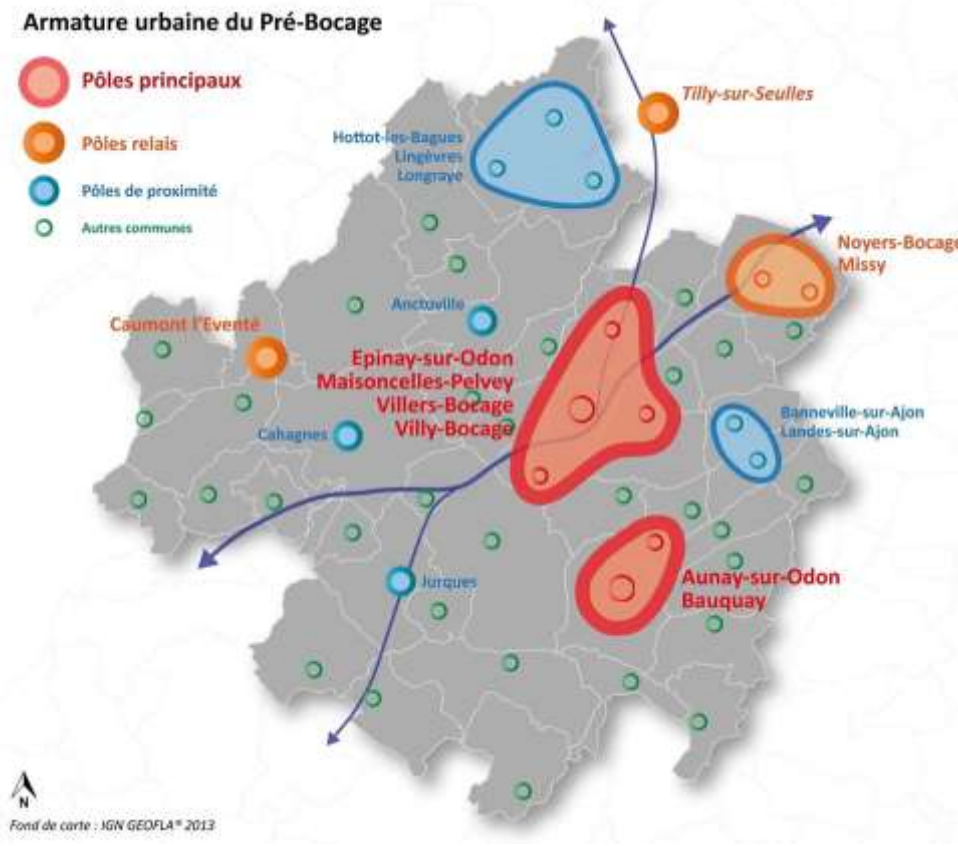 Armature urbaine du Pré-Bocage
Pôles principaux
Pôles relais
Pôles de proximité
Autres communes
Tilly-sur-Seulles
Hottot-les-Bagues
Lingèvres
Longraye
Noyers-Bocage
Missy
Anctoville
Caumont l'Eventé
Epinay-sur-Odon
Maisoncelles-Pelvey
Villers-Bocage
Villy-Bocage
Banneville-sur-Ajon
Landes-sur-Ajon
Cahagnes
Jurques
Aunay-sur-Odon
Bauquay
N
Fond de carte : IGN GEOFLA® 2013